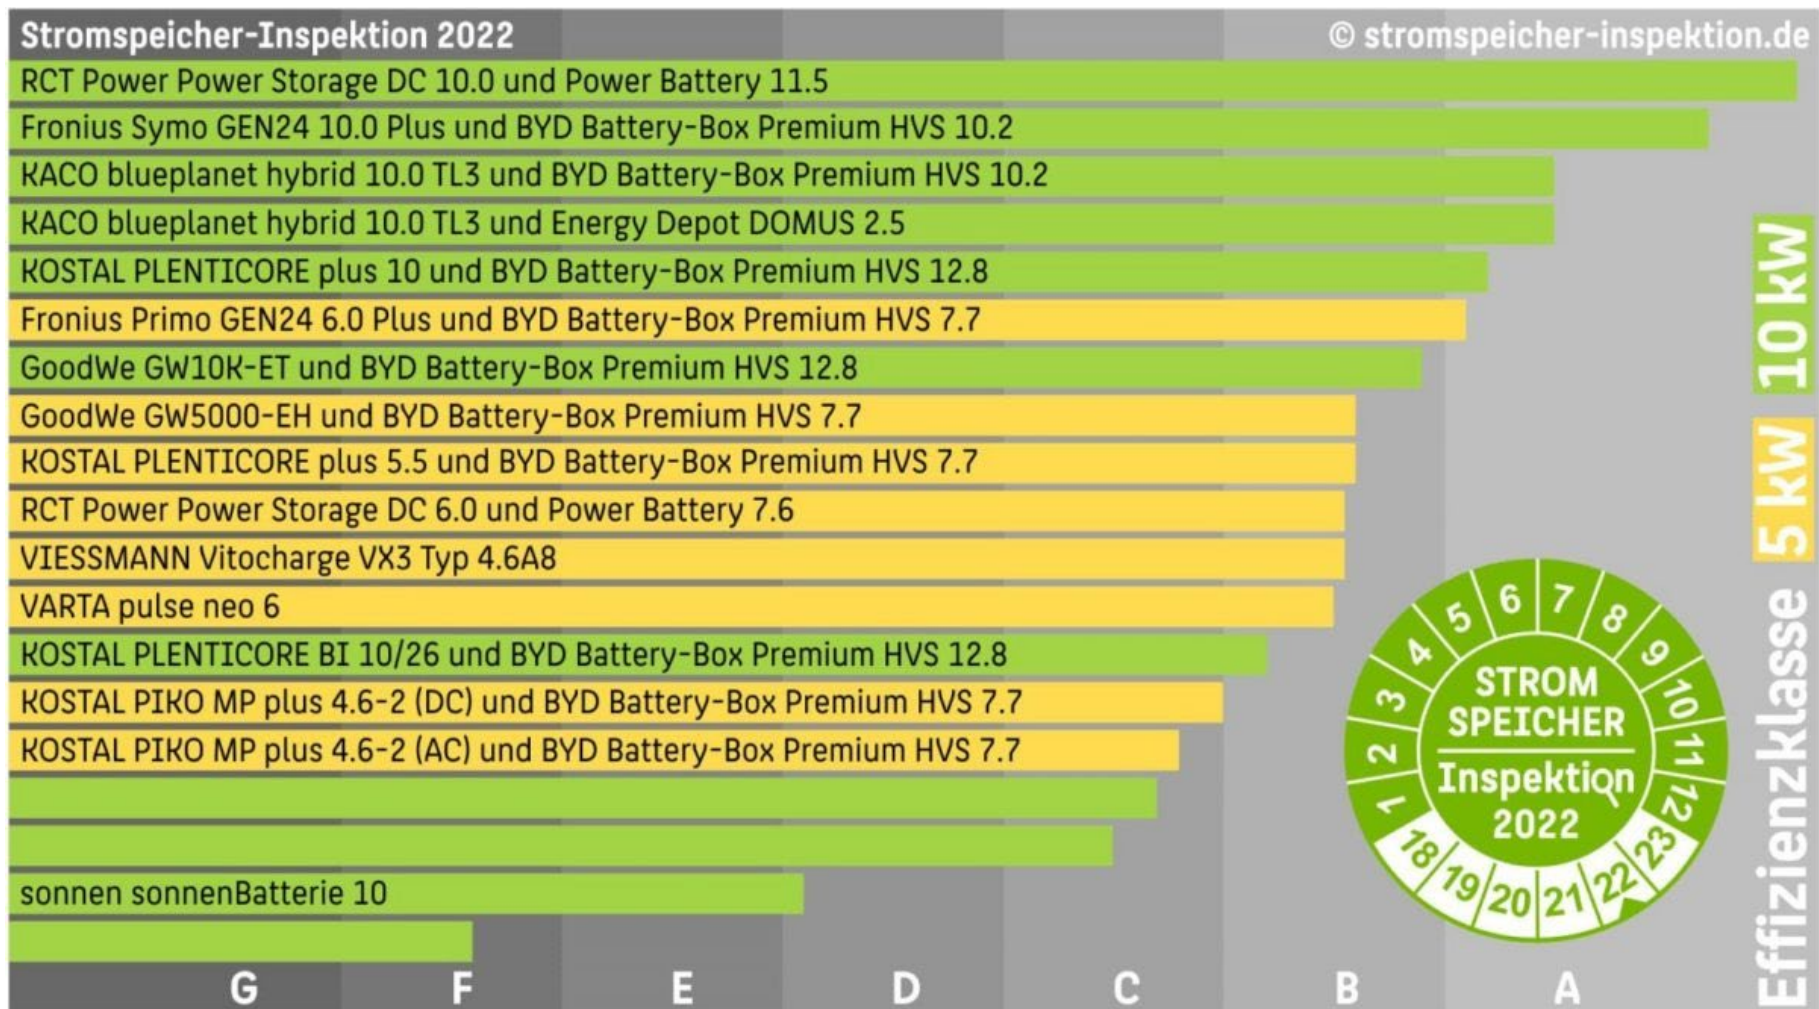 Stromspeicher-Inspektion 2022
© stromspeicher-inspektion.de
RCT Power Power Storage DC 10.0 und Power Battery 11.5
Fronius Symo GEN24 10.0 Plus und BYD Battery-Box Premium HVS 10.2
KACO blueplanet hybrid 10.0 TL3 und BYD Battery-Box Premium HVS 10.2
KACO blueplanet hybrid 10.0 TL3 und Energy Depot DOMUS 2.5
KOSTAL PLENTICORE plus 10 und BYD Battery-Box Premium HVS 12.8
Fronius Primo GEN24 6.0 Plus und BYD Battery-Box Premium HVS 7.7
GoodWe GW10K-ET und BYD Battery-Box Premium HVS 12.8
GoodWe GW5000-EH und BYD Battery-Box Premium HVS 7.7
KOSTAL PLENTICORE plus 5.5 und BYD Battery-Box Premium HVS 7.7
RCT Power Power Storage DC 6.0 und Power Battery 7.6
VIESSMANN Vitocharge VX3 Typ 4.6A8
VARTA pulse neo 6
KOSTAL PLENTICORE BI 10/26 und BYD Battery-Box Premium HVS 12.8
KOSTAL PIKO MP plus 4.6-2 (DC) und BYD Battery-Box Premium HVS 7.7
KOSTAL PIKO MP plus 4.6-2 (AC) und BYD Battery-Box Premium HVS 7.7
sonnen sonnenBatterie 10
G F E D C B A
Effizienzklasse 5 kW 10 kW
1 2 3 4 5 6 7 8 9 10 11 12
18 19 20 21 22 23
STROM
SPEICHER
Inspektion
2022